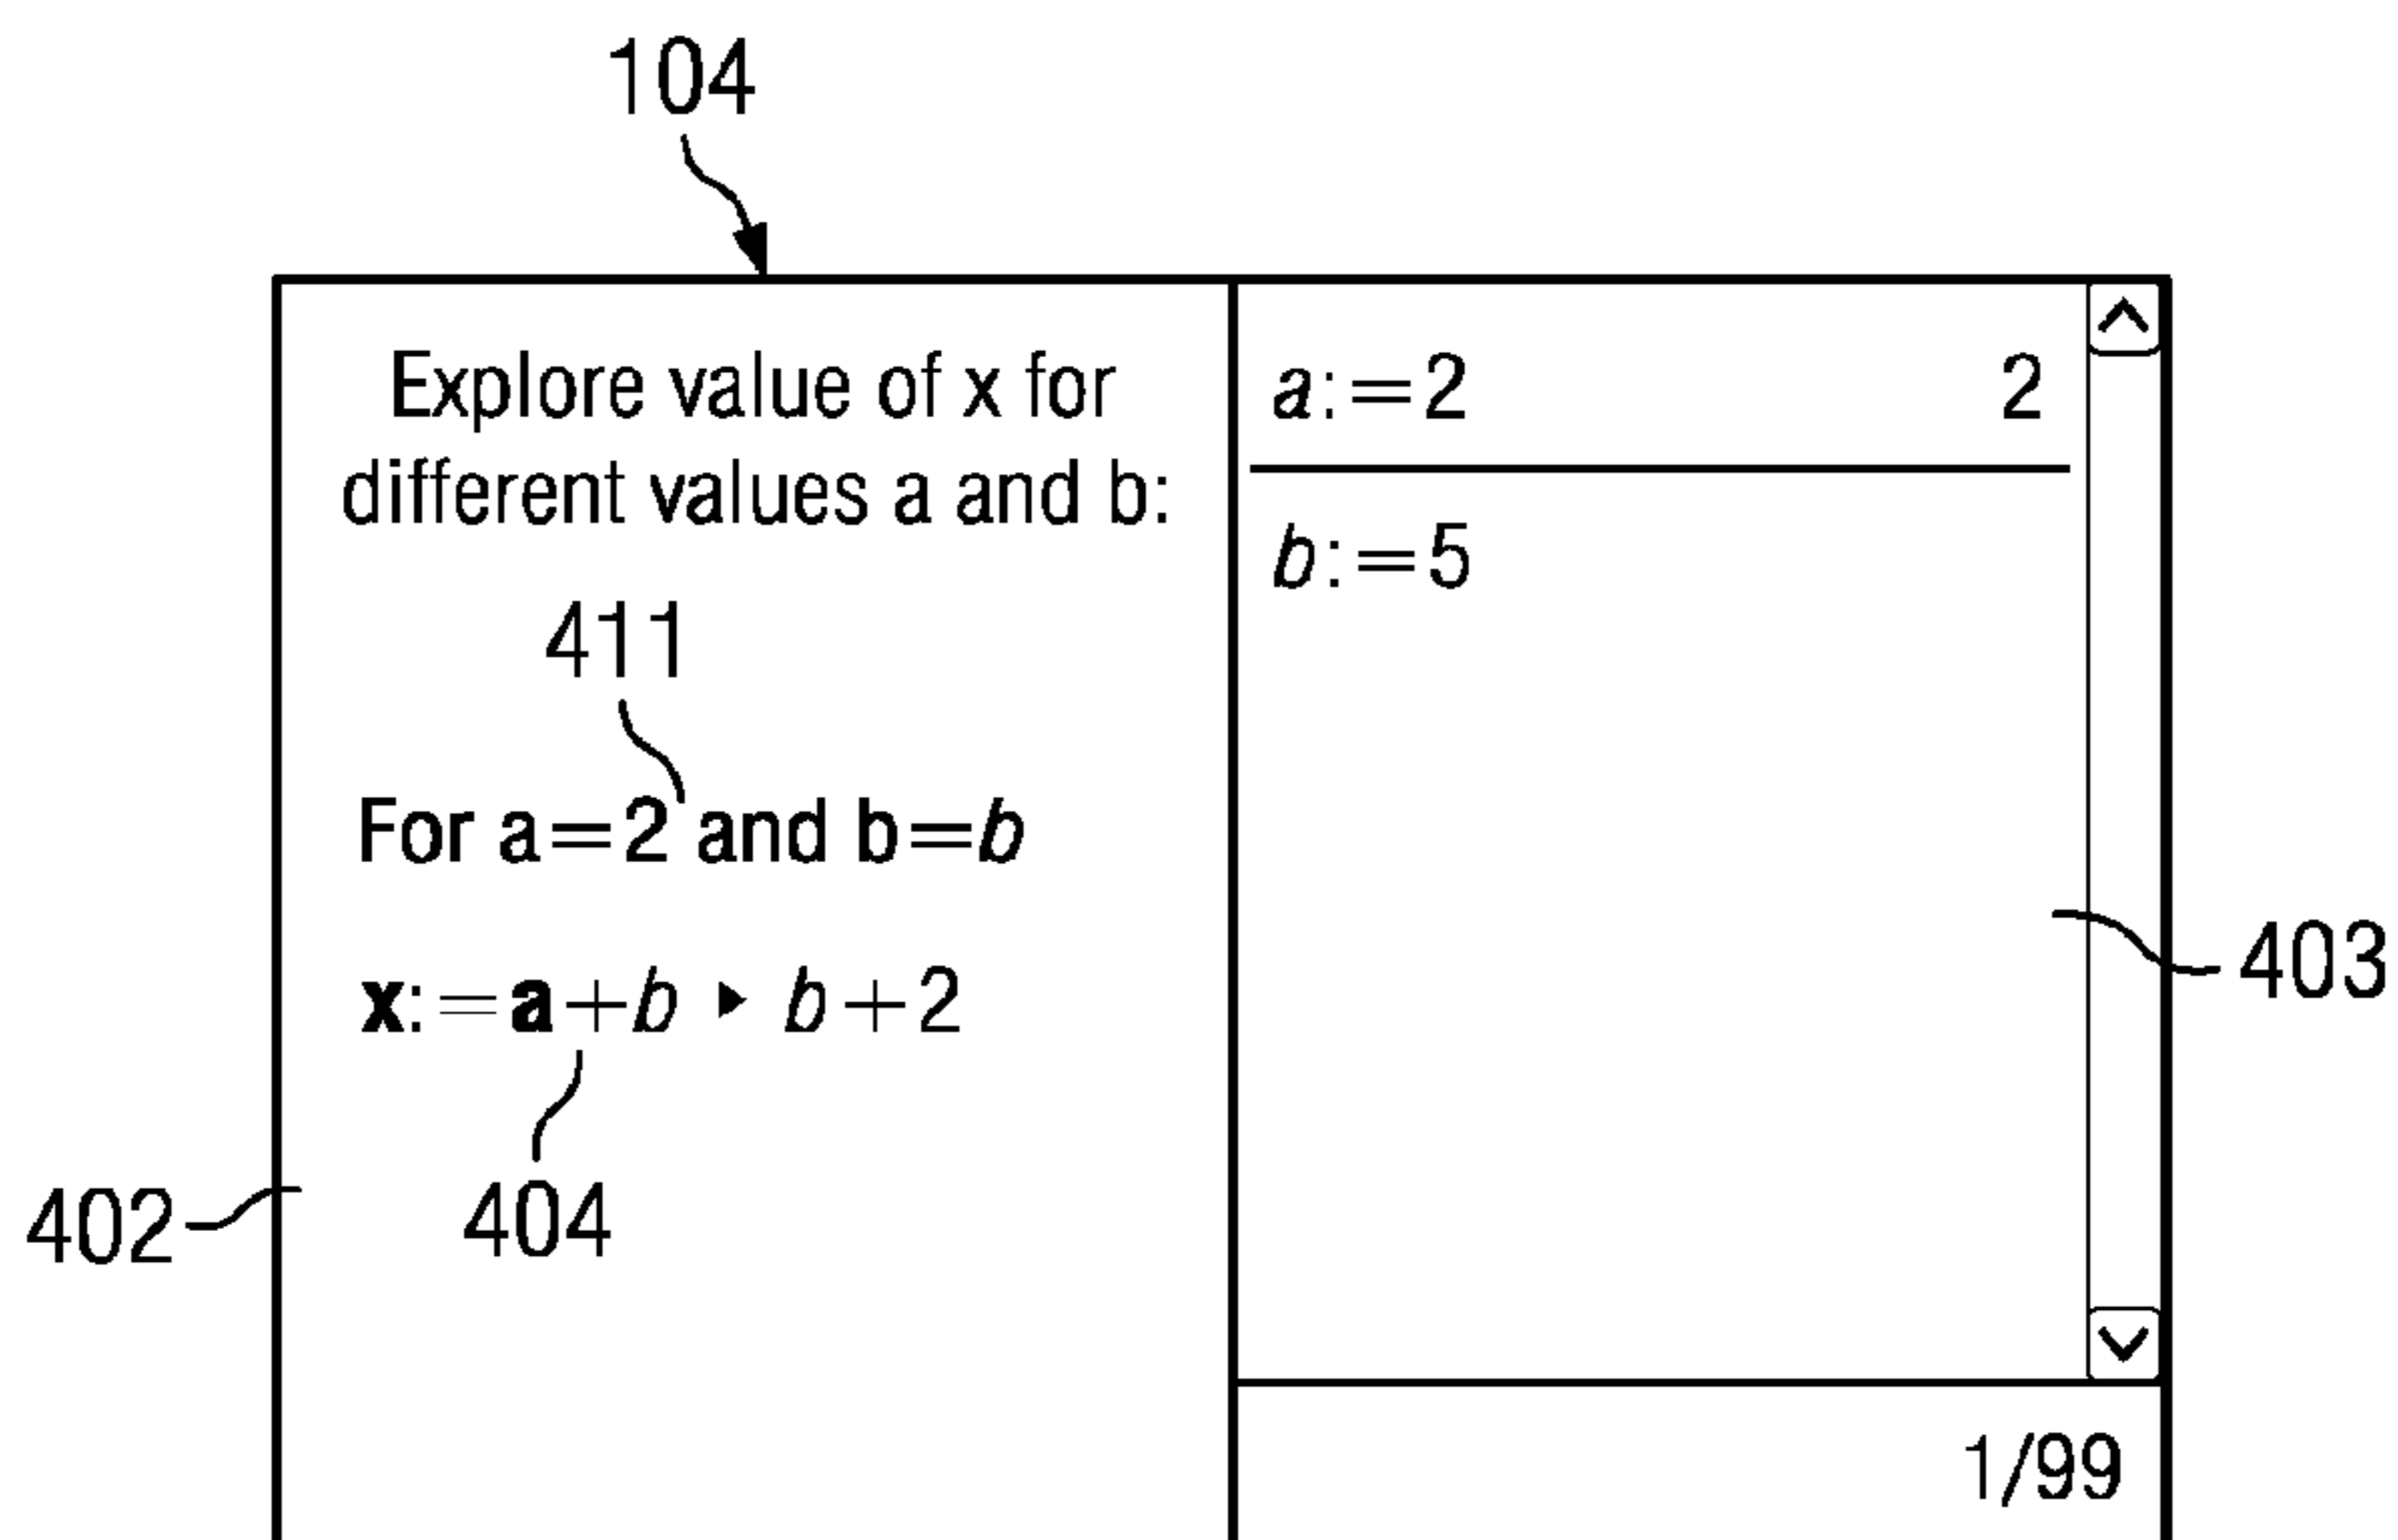 104
Explore value of x for
different values a and b:
411
For a=2 and b=b
x:=a+b ▸ b+2
404
402
a:=2 2
b:=5
403
1/99